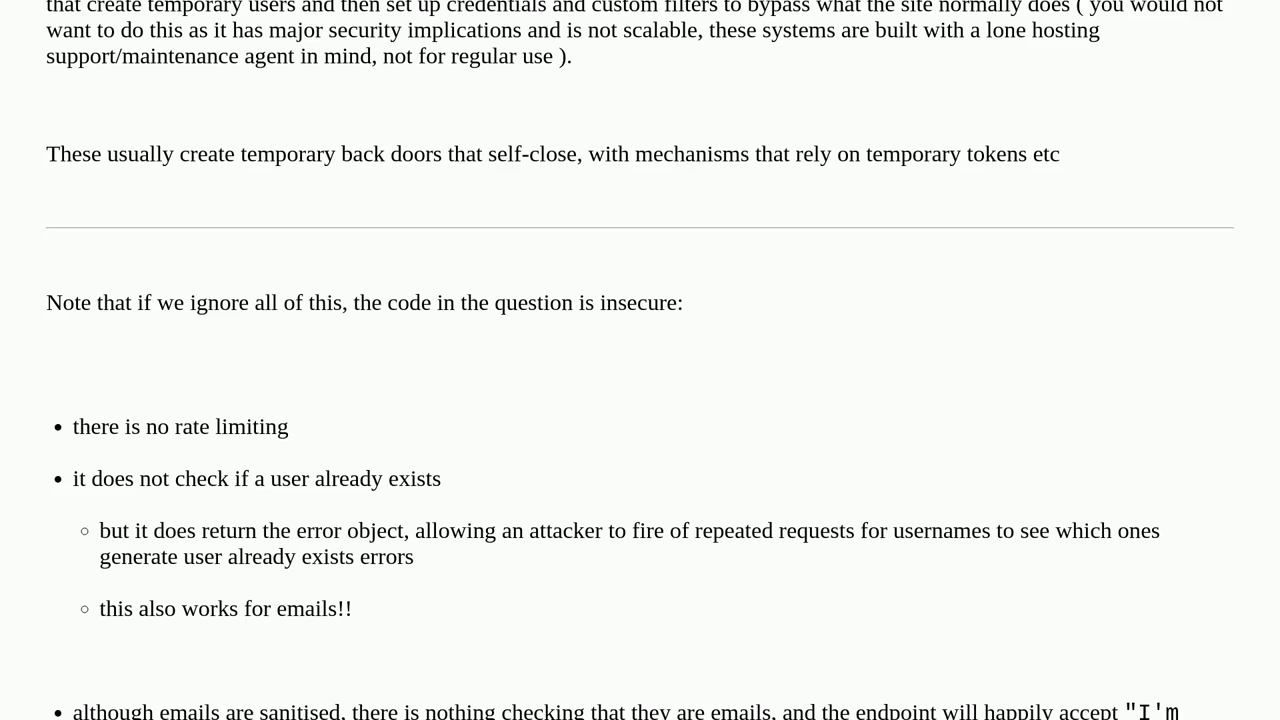 that create temporary users and then set up credentials and custom filters to bypass what the site normally does ( you would not
want to do this as it has major security implications and is not scalable, these systems are built with a lone hosting
support/maintenance agent in mind, not for regular use ).
These usually create temporary back doors that self-close, with mechanisms that rely on temporary tokens etc
Note that if we ignore all of this, the code in the question is insecure:
there is no rate limiting
it does not check if a user already exists
but it does return the error object, allowing an attacker to fire of repeated requests for usernames to see which ones
generate user already exists errors
this also works for emails!!
although emails are sanitised, there is nothing checking that they are emails, and the endpoint will happily accept "I'm